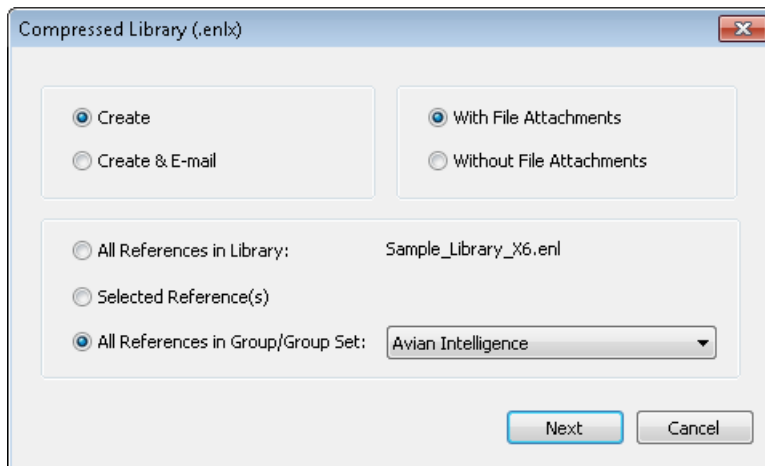 Compressed Library (.enlx)
Create
With File Attachments
Create & E-mail
Without File Attachments
All References in Library: Sample_Library_X6.enl
Selected Reference(s)
All References in Group/Group Set: Avian Intelligence
Next Cancel